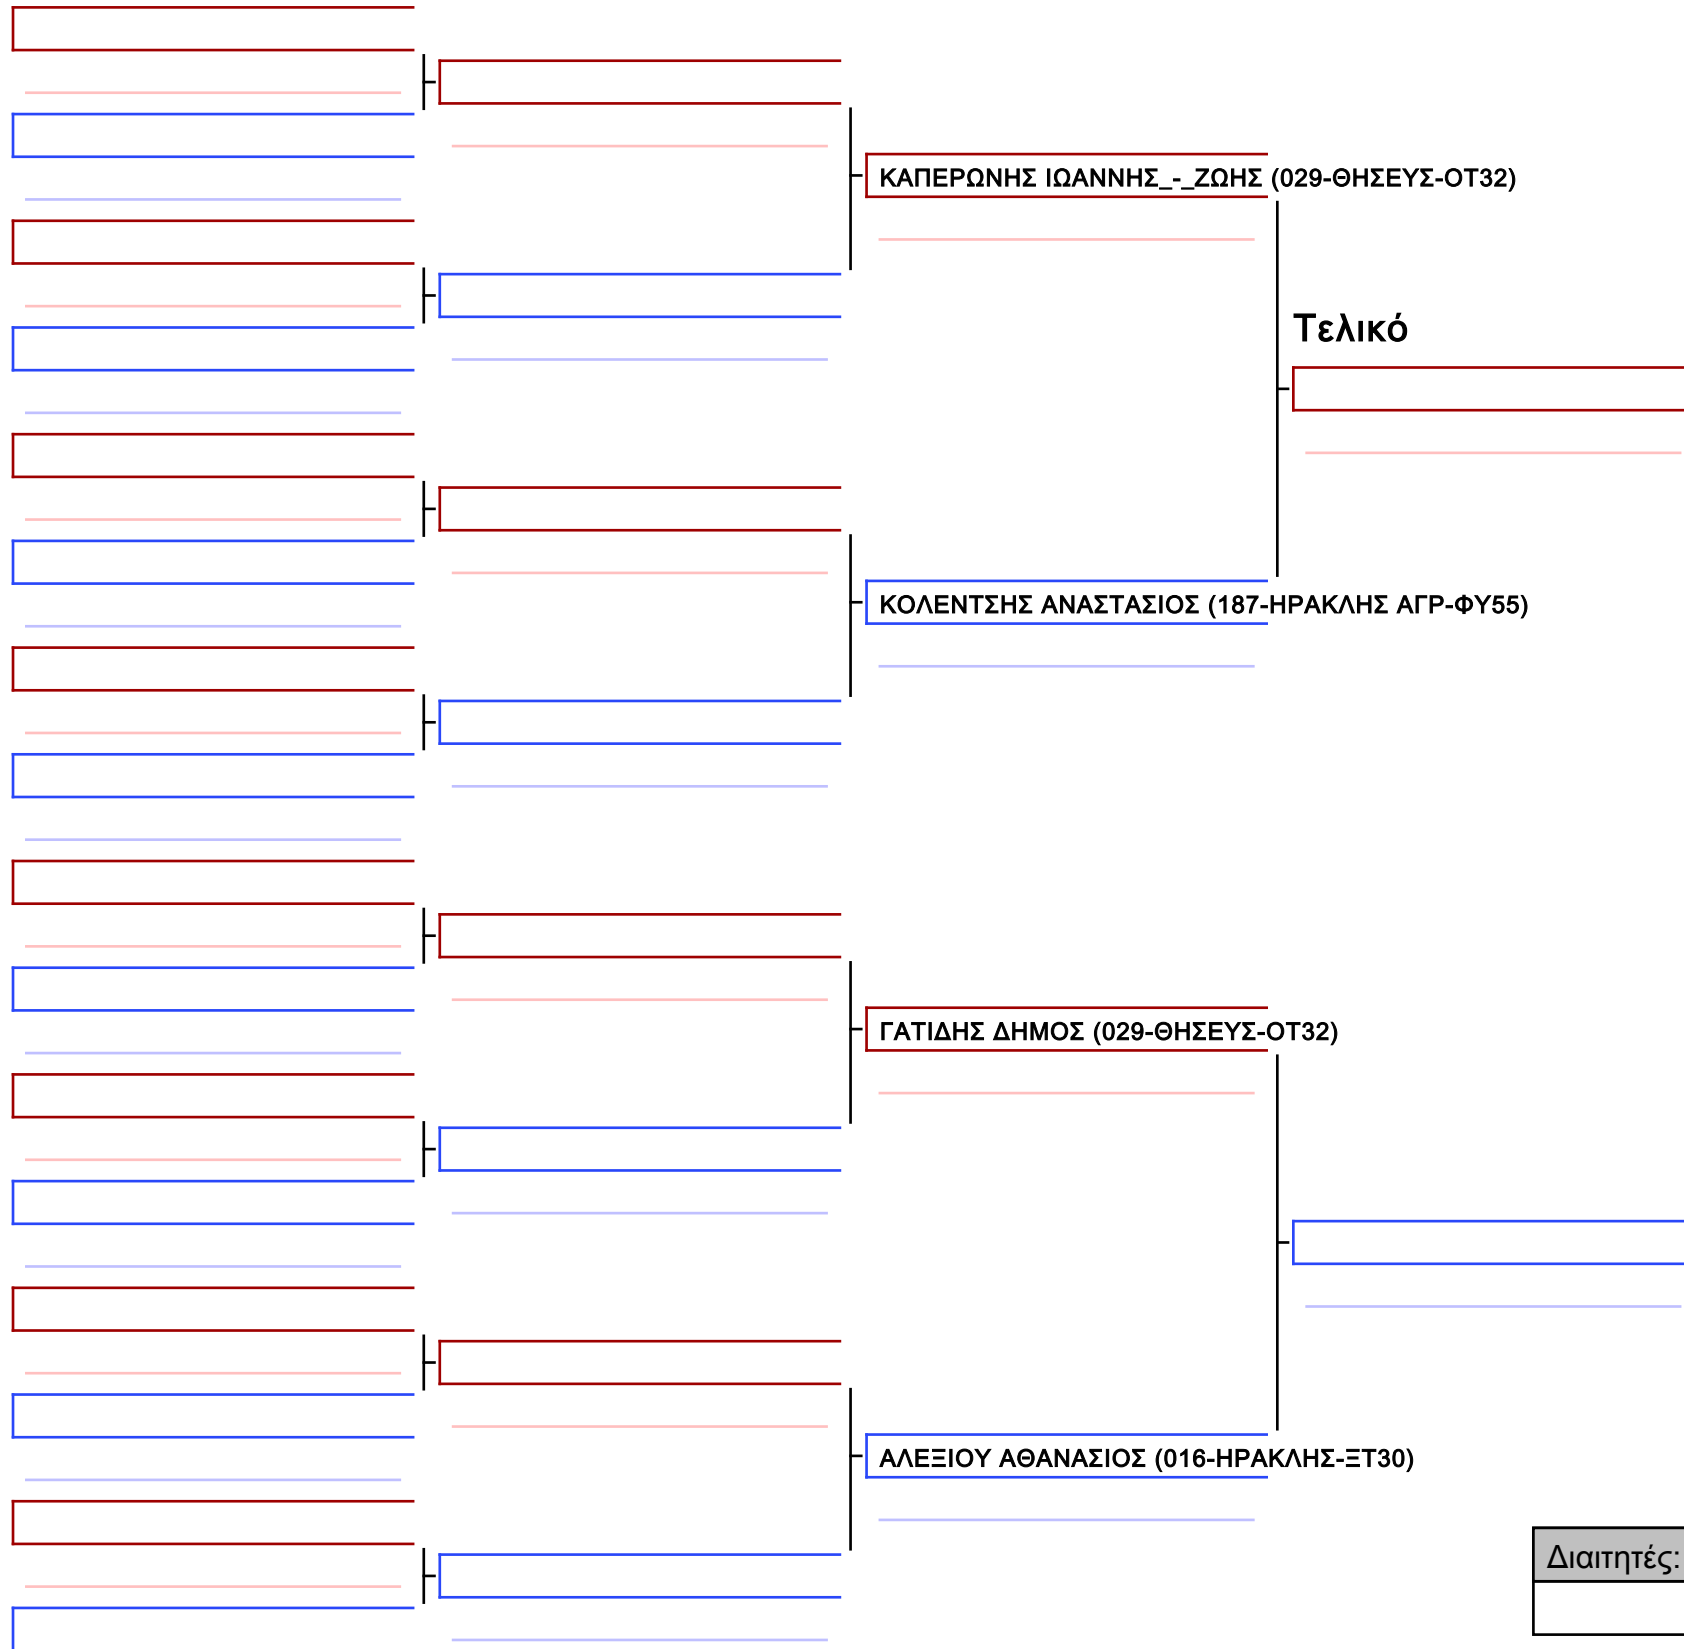 ΚΑΠΕΡΩΝΗΣ ΙΩΑΝΝΗΣ_-_ΖΩΗΣ (029-ΘΗΣΕΥΣ-ΟΤ32)
Τελικό
ΚΟΛΕΝΤΣΗΣ ΑΝΑΣΤΑΣΙΟΣ (187-ΗΡΑΚΛΗΣ ΑΓΡ-ΦΥ55)
ΓΑΤΙΔΗΣ ΔΗΜΟΣ (029-ΘΗΣΕΥΣ-ΟΤ32)
ΑΛΕΞΙΟΥ ΑΘΑΝΑΣΙΟΣ (016-ΗΡΑΚΛΗΣ-ΞΤ30)
Διαιτητές: